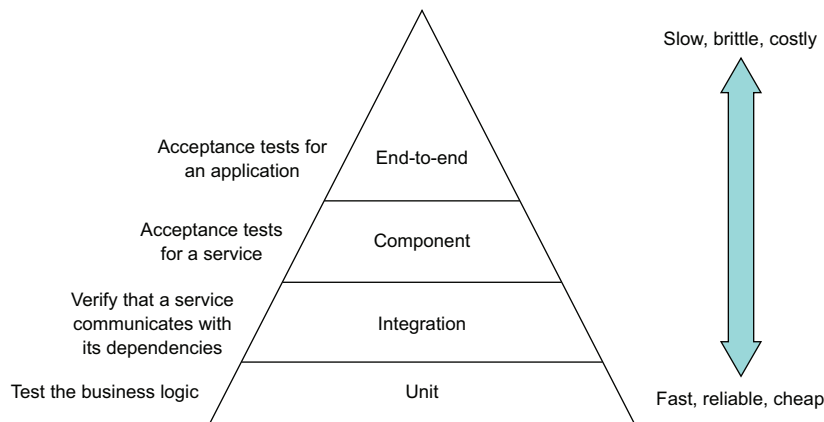 Slow, brittle, costly
Acceptance tests for
an application
End-to-end
Acceptance tests
for a service
Component
Verify that a service
communicates with
its dependencies
Integration
Test the business logic
Unit
Fast, reliable, cheap